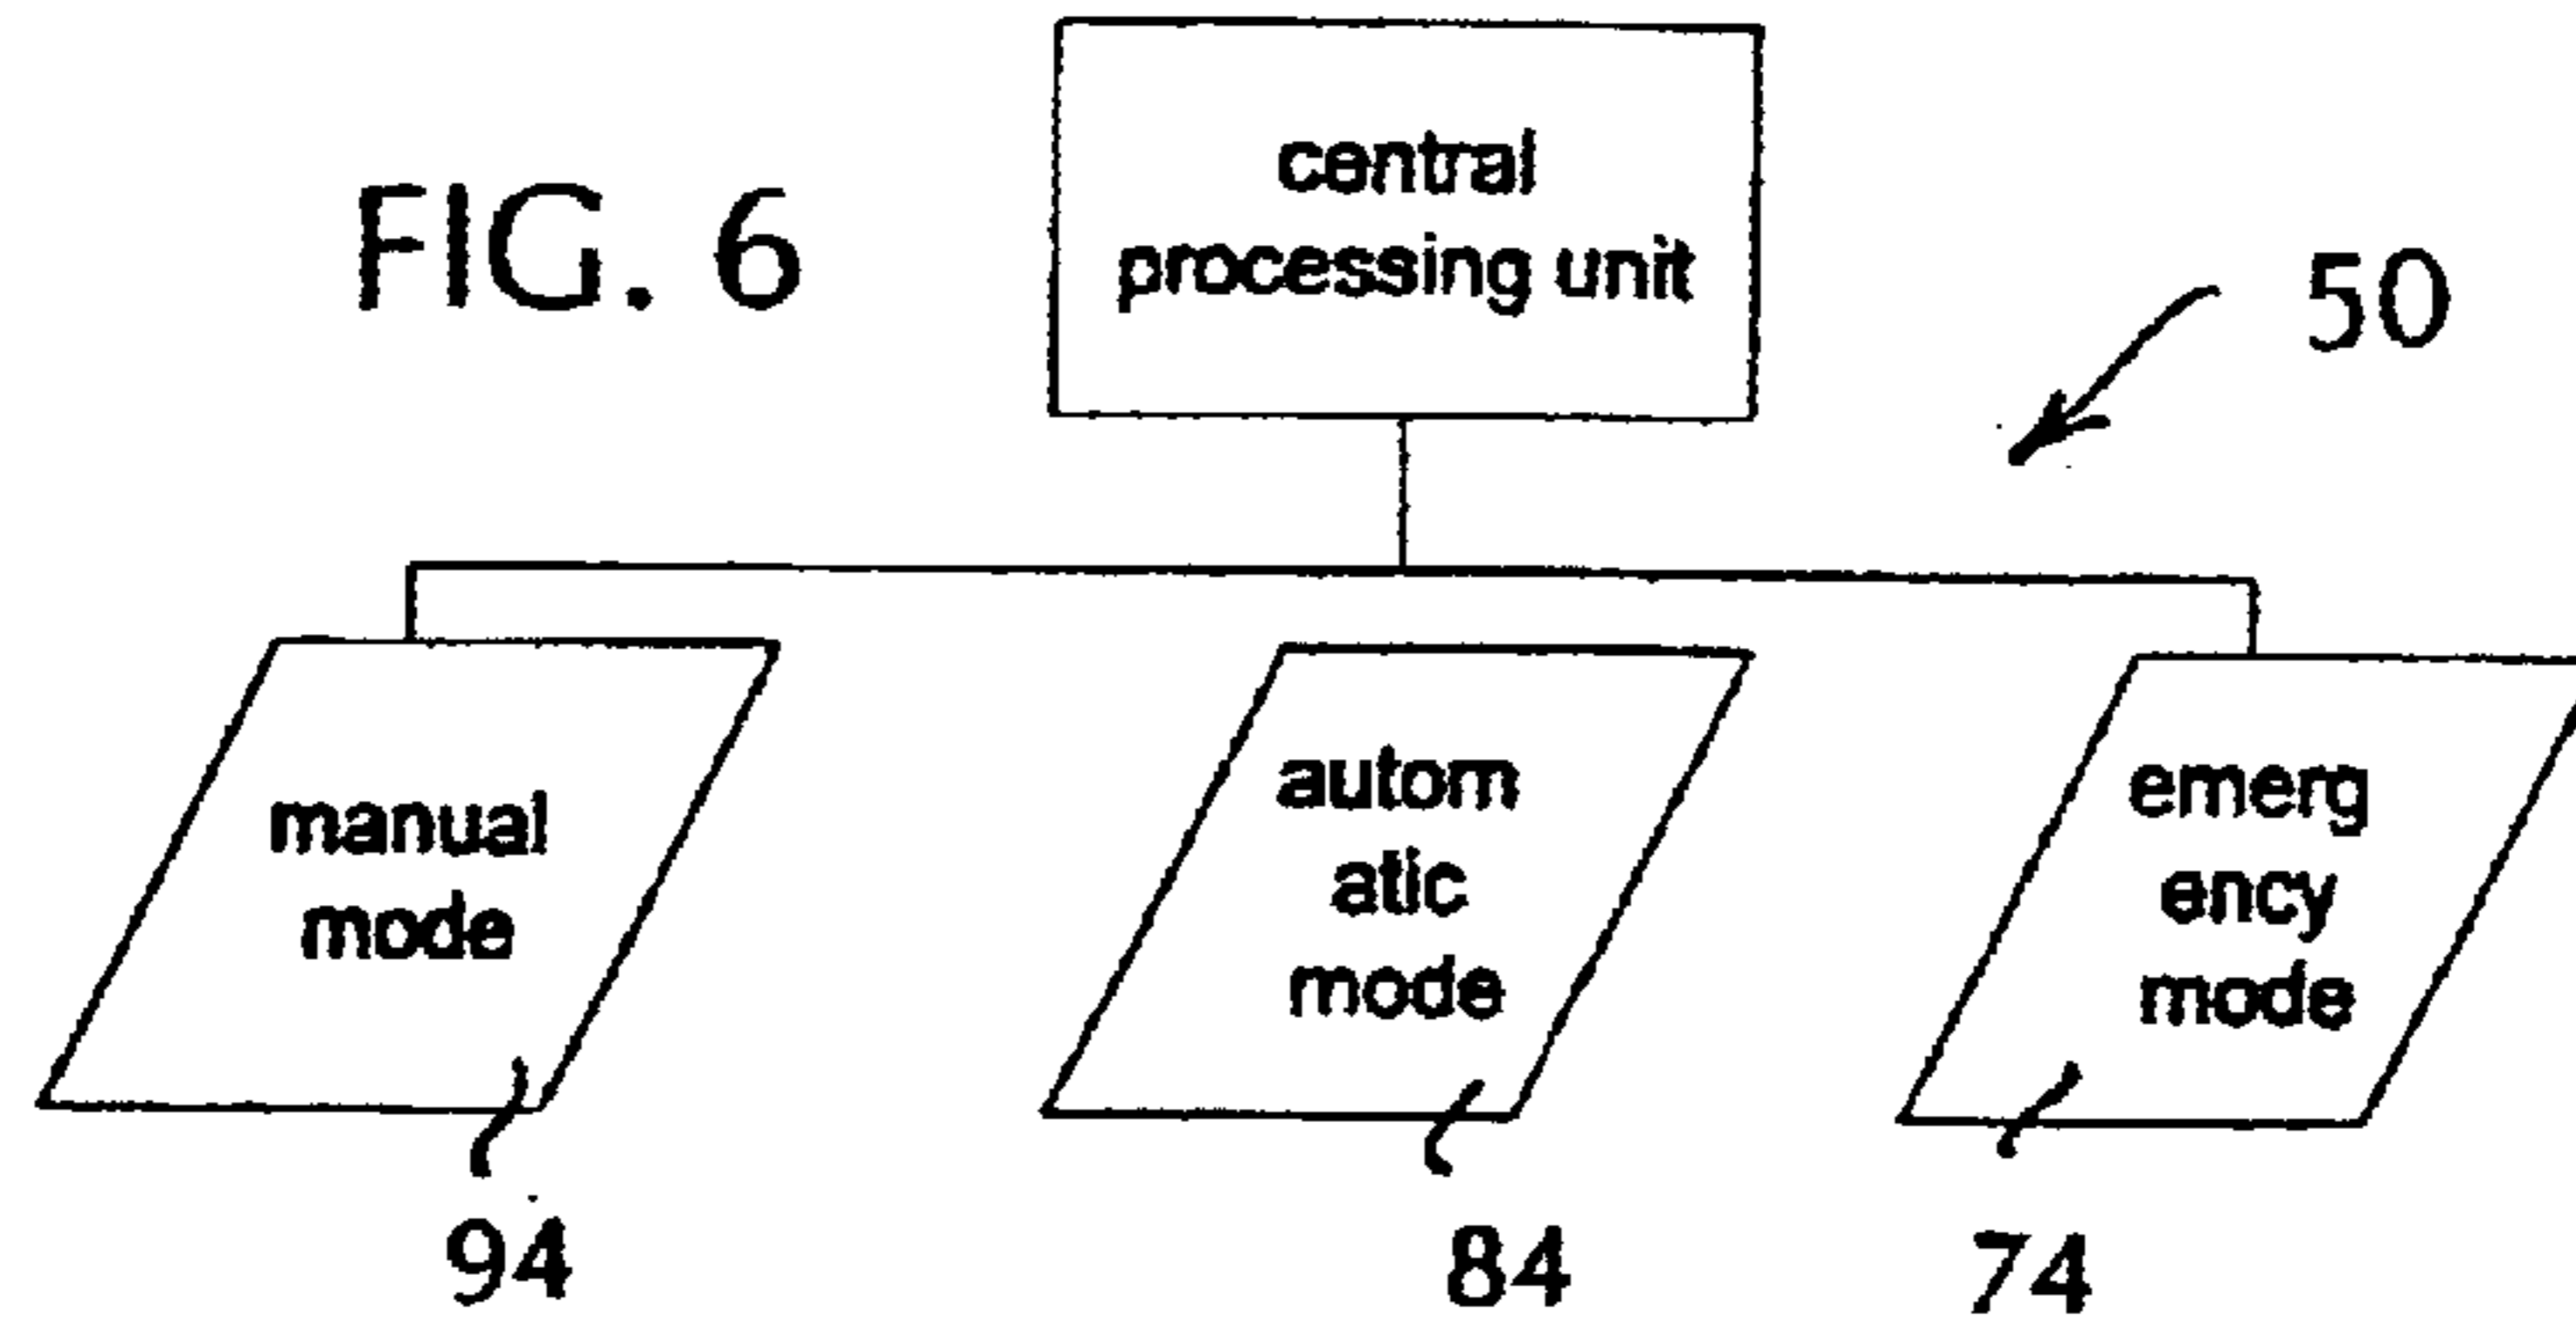 FIG. 6
central
processing unit
50
manual
mode
autom
atic
mode
emerg
ency
mode
94
84
74